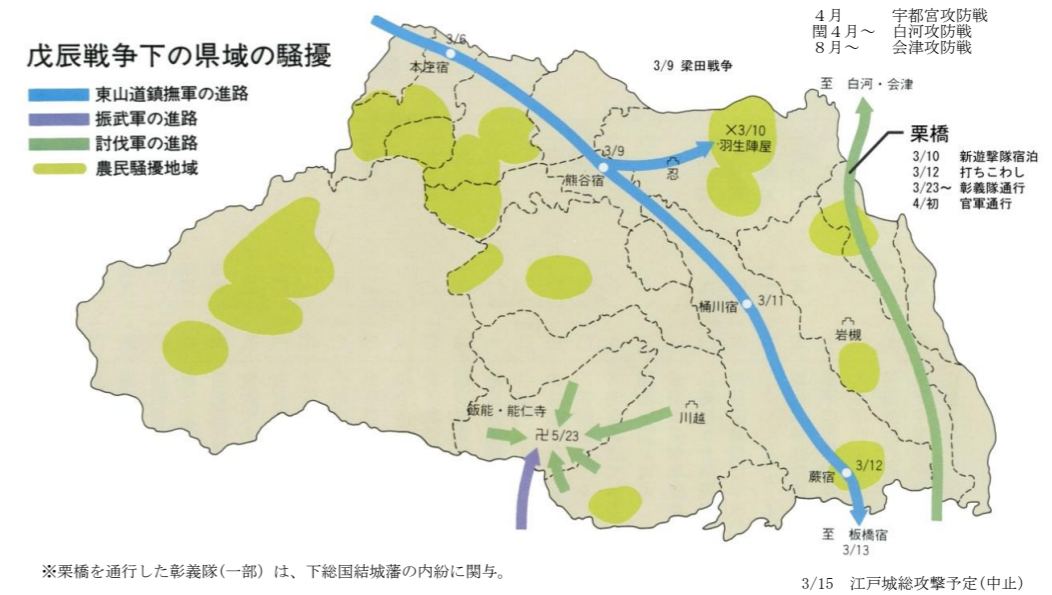 戊辰戦争下の県域の騒擾
東山道鎮撫軍の進路
振武軍の進路
討伐軍の進路
農民騒擾地域
4月 宇都宮攻防戦
閏4月～ 白河攻防戦
8月～ 会津攻防戦
3/6
本庄宿
3/9 梁田戦争
至 白河・会津
×3/10
羽生陣屋
栗橋
3/10 新遊撃隊宿泊
3/12 打ちこわし
3/23～ 彰義隊通行
4/初 官軍通行
3/9
熊谷宿
忍
桶川宿
3/11
岩槻
飯能・能仁寺
卍5/23
川越
3/12
蕨宿
至 板橋宿
3/13
※栗橋を通行した彰義隊(一部) は、下総国結城藩の内紛に関与。
3/15 江戸城総攻撃予定(中止)